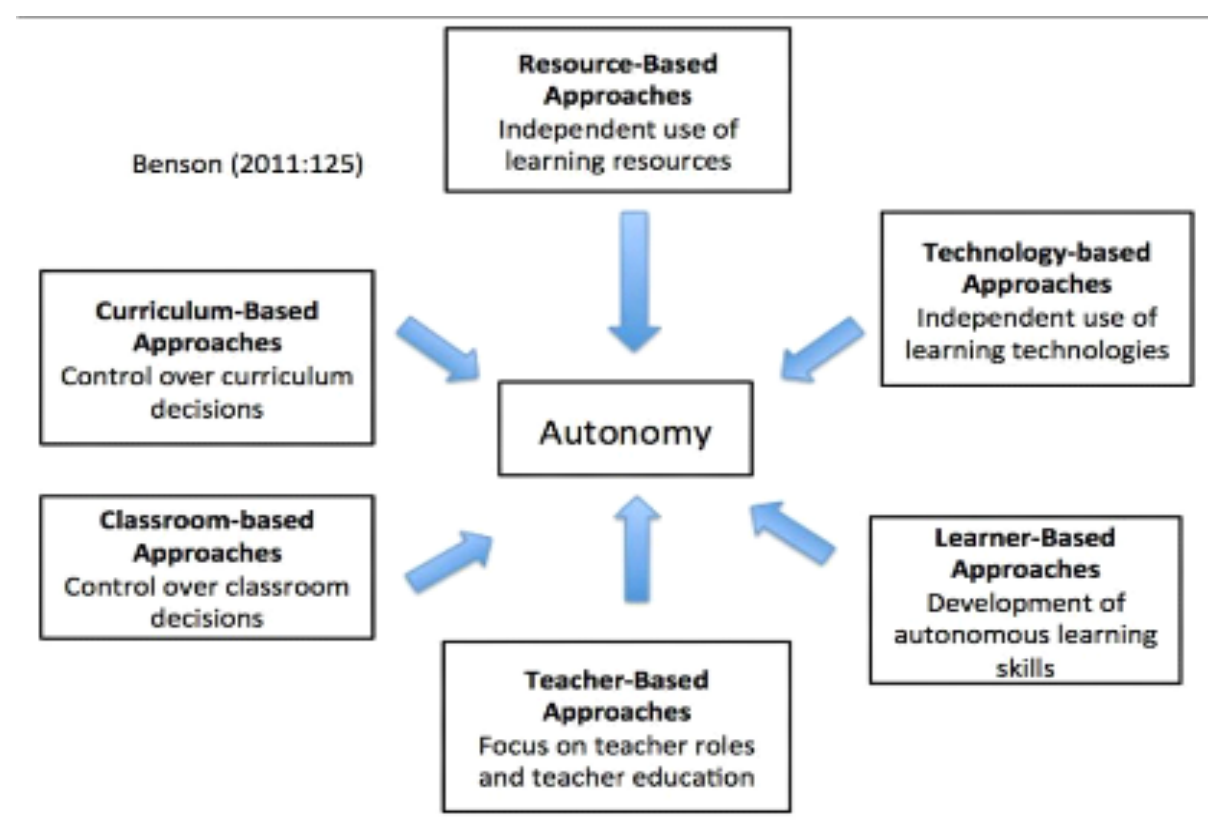 Resource-Based
Approaches
Independent use of
learning resources
Benson (2011:125)
Technology-based
Approaches
Independent use of
learning technologies
Curriculum-Based
Approaches
Control over curriculum
decisions
Autonomy
Classroom-based
Approaches
Control over classroom
decisions
Learner-Based
Approaches
Development of
autonomous learning
skills
Teacher-Based
Approaches
Focus on teacher roles
and teacher education